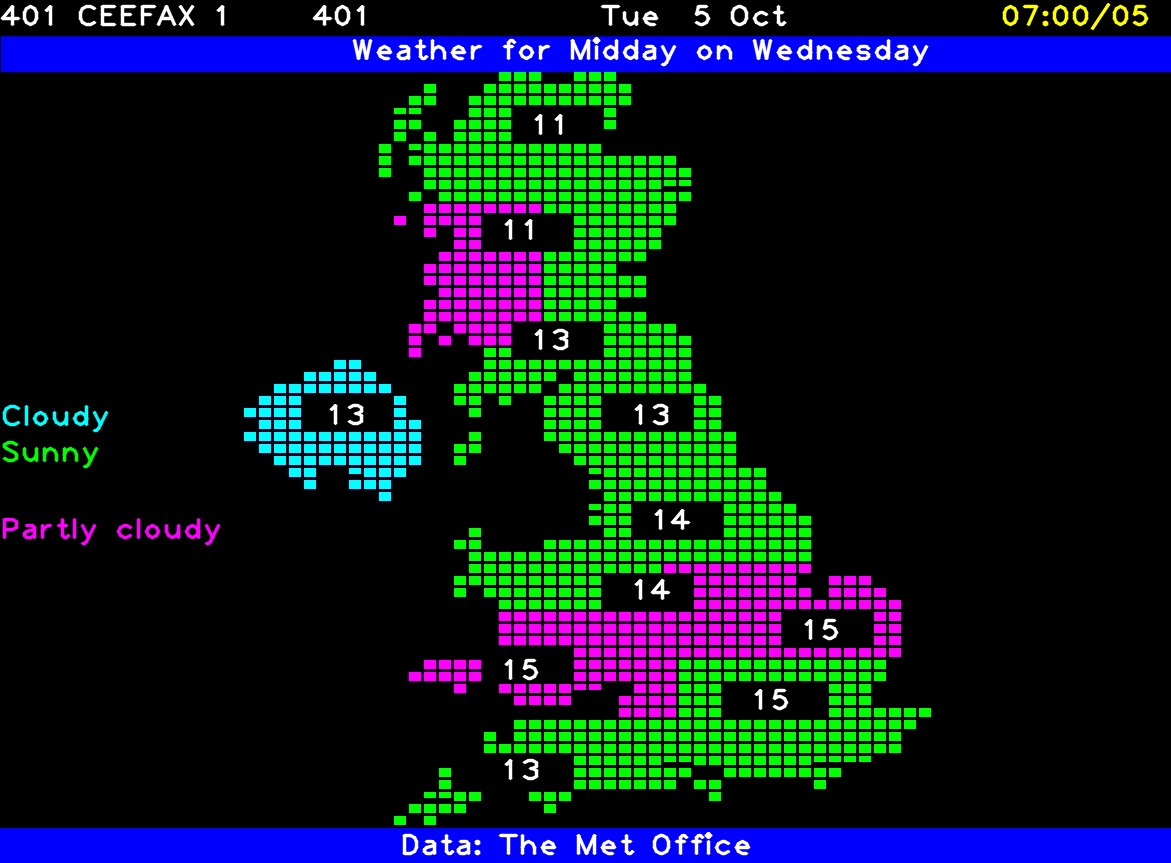 401 CEEFAX 1 401 Tue 5 Oct 07:00/05
Weather for Midday on Wednesday
11
11
13
Cloudy 13 13
Sunny
14
Partly cloudy
14
15
15
15
13
Data: The Met Office